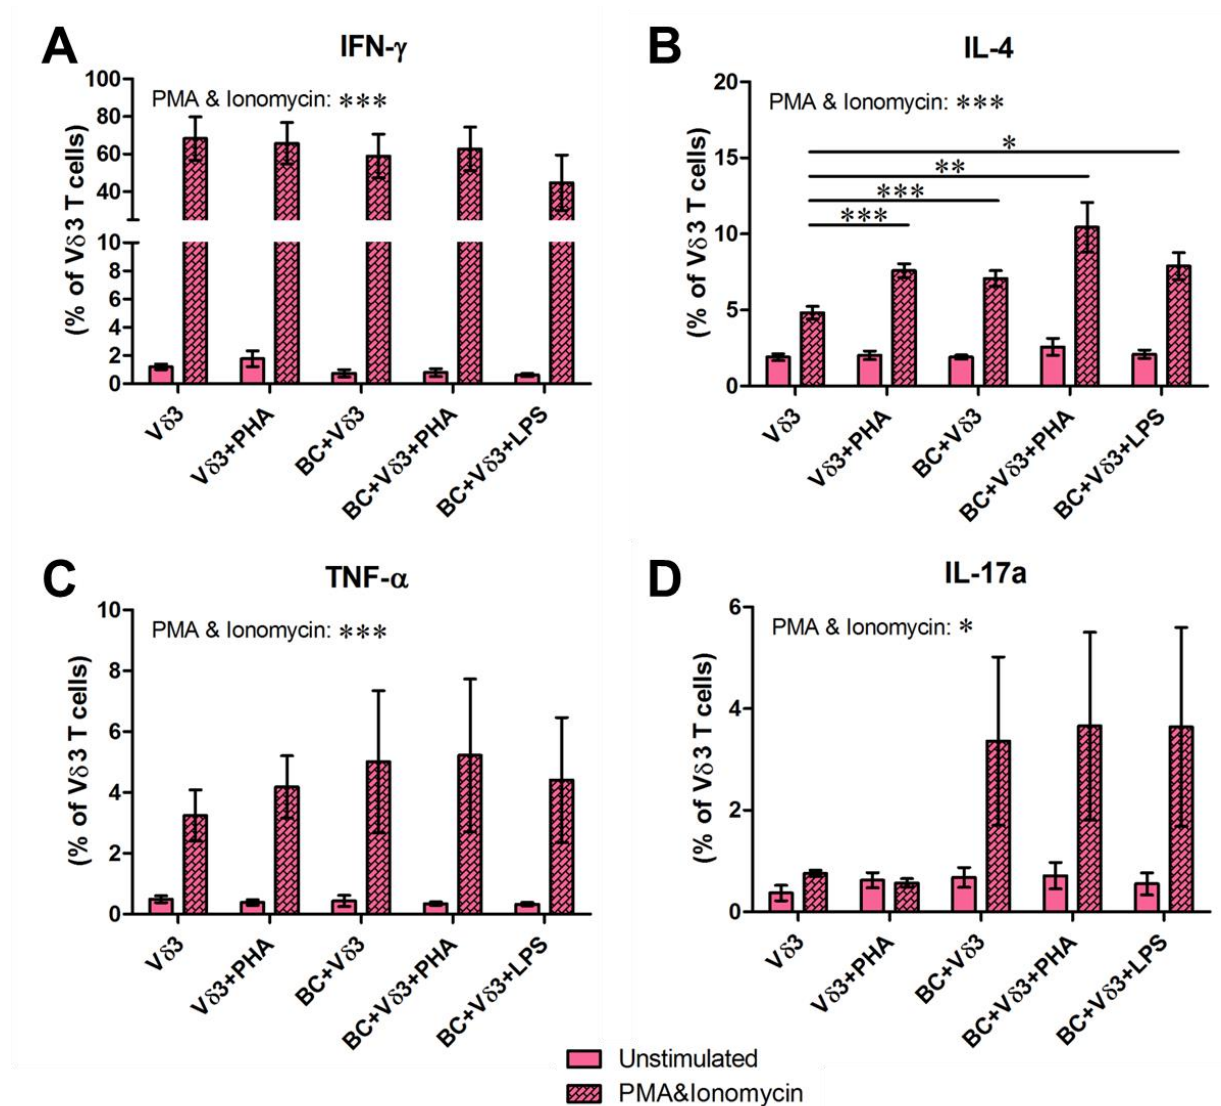 A
IFN-γ
(% of Vδ3 T cells)
100
80
60
40
10
8
6
4
2
0
PMA & Ionomycin: ***
Vδ3
Vδ3+PHA
BC+Vδ3
BC+Vδ3+PHA
BC+Vδ3+LPS
B
IL-4
(% of Vδ3 T cells)
20
15
10
5
0
PMA & Ionomycin: ***
*
**
***
***
Vδ3
Vδ3+PHA
BC+Vδ3
BC+Vδ3+PHA
BC+Vδ3+LPS
C
TNF-α
(% of Vδ3 T cells)
10
8
6
4
2
0
PMA & Ionomycin: ***
Vδ3
Vδ3+PHA
BC+Vδ3
BC+Vδ3+PHA
BC+Vδ3+LPS
D
IL-17a
(% of Vδ3 T cells)
6
4
2
0
PMA & Ionomycin: *
Vδ3
Vδ3+PHA
BC+Vδ3
BC+Vδ3+PHA
BC+Vδ3+LPS
Unstimulated
PMA&Ionomycin